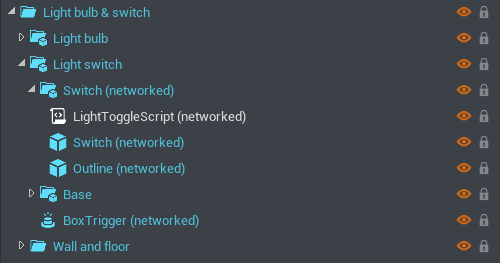 Light bulb & switch
Light bulb
Light switch
Switch (networked)
LightToggleScript (networked)
Switch (networked)
Outline (networked)
Base
BoxTrigger (networked)
Wall and floor